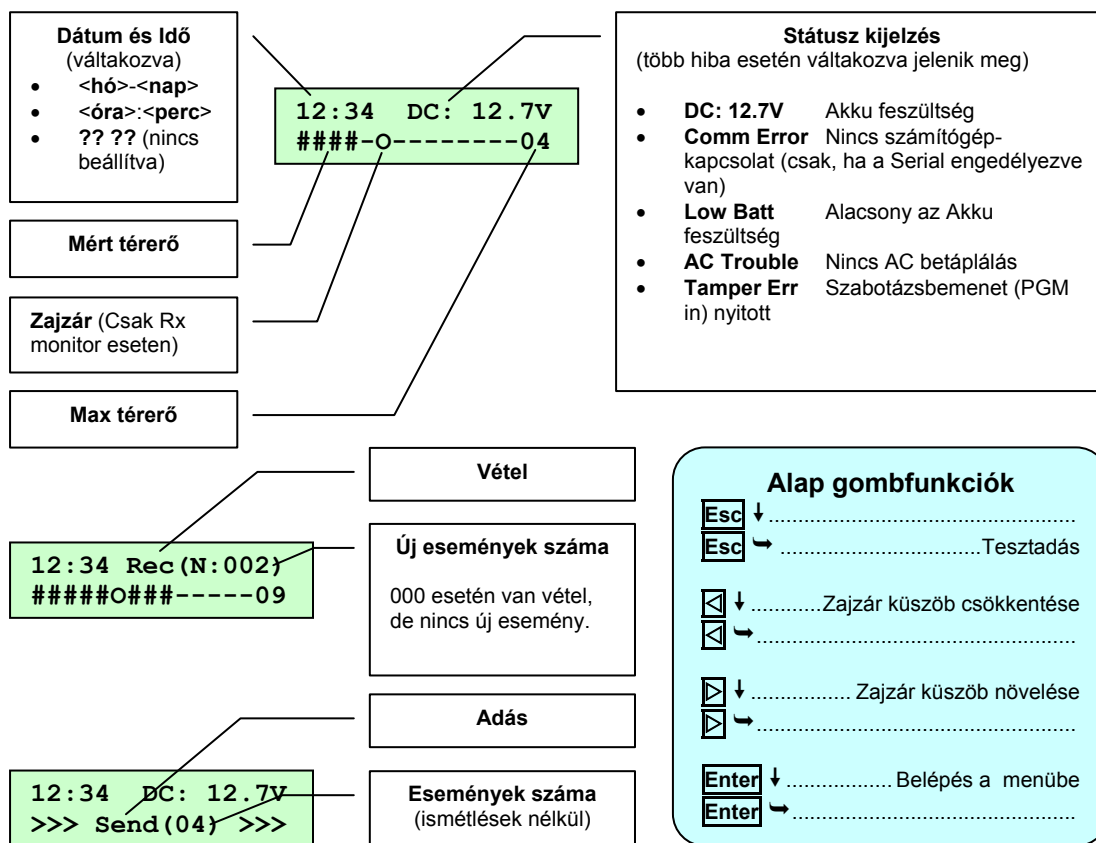 Dátum és Idő
(váltakozva)
• <hó>-<nap>
• <óra>:<perc>
• ?? ?? (nincs
beállítva)
12:34 DC: 12.7V
####-O--------04
Mért térerő
Zajzár (Csak Rx
monitor eseten)
Max térerő
Státusz kijelzés
(több hiba esetén váltakozva jelenik meg)
• DC: 12.7V Akku feszültség
• Comm Error Nincs számítógép-
kapcsolat (csak, ha a Serial engedélyezve
van)
• Low Batt Alacsony az Akku
feszültség
• AC Trouble Nincs AC betáplálás
• Tamper Err Szabotázsbemenet (PGM
in) nyitott
Vétel
12:34 Rec(N:002)
#####O###-----09
Új események száma
000 esetén van vétel,
de nincs új esemény.
Adás
12:34 DC: 12.7V
>>> Send(04) >>>
Események száma
(ismétlések nélkül)
Alap gombfunkciók
Esc ↓ ..................................................
Esc ➥ .................................Tesztadás
◁ ↓ ............Zajzár küszöb csökkentése
◁ ➥ ....................................................
▷ ↓ ................. Zajzár küszöb növelése
▷ ➥ ....................................................
Enter ↓ .................. Belépés a menübe
Enter ➥ ..............................................